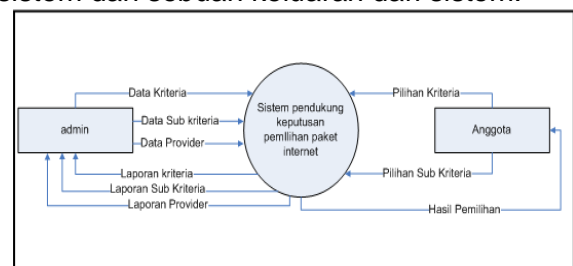 sistem dan sebuah keluaran dari sistem.
Data Kriteria
Pilihan Kriteria
Sistem pendukung
keputusan
pemilihan paket
internet
admin
Data Sub kriteria
Data Provider
Anggota
Laporan kriteria
Laporan Sub Kriteria
Laporan Provider
Pilihan Sub Kriteria
Hasil Pemilihan